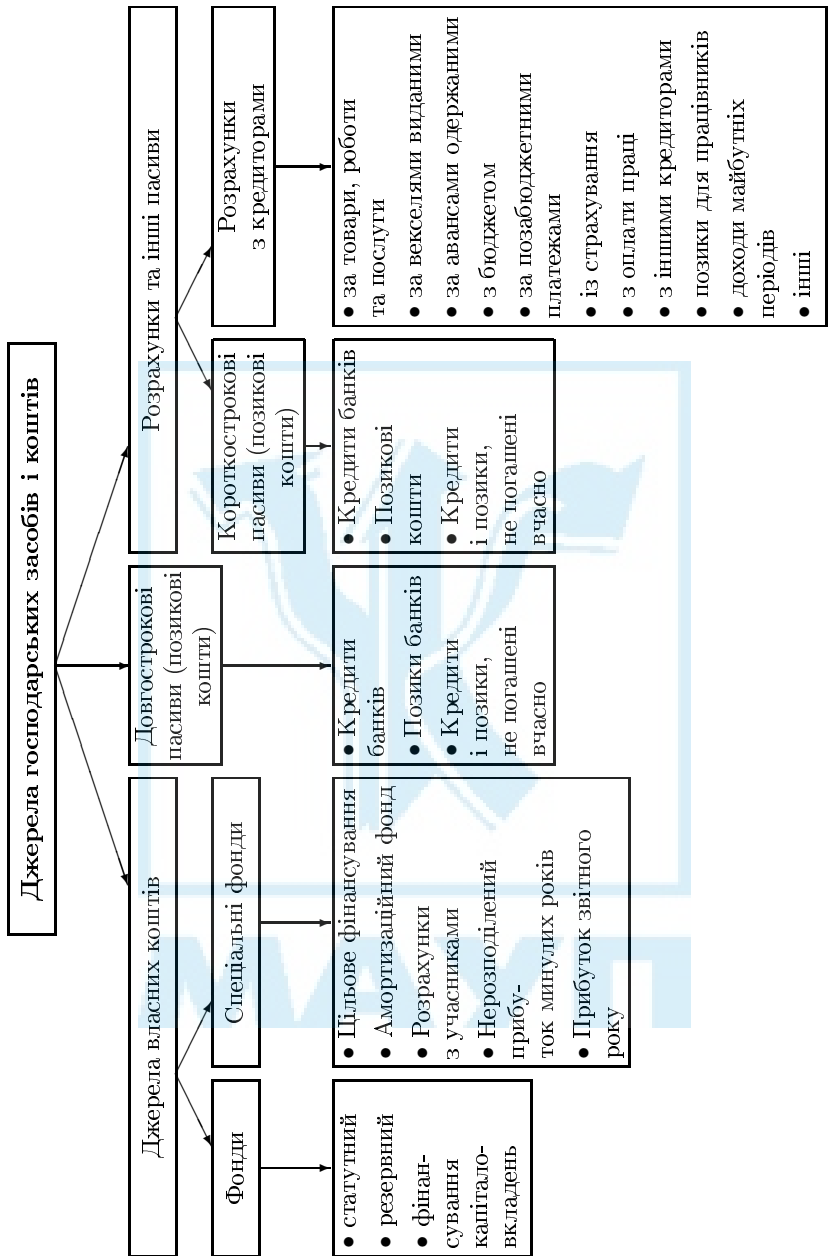 Джерела господарських засобів і коштів
Джерела власних коштів
Довгострокові
пасиви (позикові
кошти)
Розрахунки та інші пасиви
Фонди
Спеціальні фонди
Короткострокові
пасиви (позикові
кошти)
Розрахунки
з кредиторами
• статутний
• резервний
• фінан-
сування
капітало-
вкладень
• Цільове фінансування
• Амортизаційний фонд
• Розрахунки
з учасниками
• Нерозподілений
прибу-
ток минулих років
• Прибуток звітного
року
• Кредити
банків
• Позики банків
• Кредити
і позики,
не погашені
вчасно
• Кредити банків
• Позикові
кошти
• Кредити
і позики,
не погашені
вчасно
• за товари, роботи
та послуги
• за векселями виданими
• за авансами одержаними
• з бюджетом
• за позабюджетними
платежами
• із страхування
• з оплати праці
• з іншими кредиторами
• позики для працівників
• доходи майбутніх
періодів
• інші
МАУП